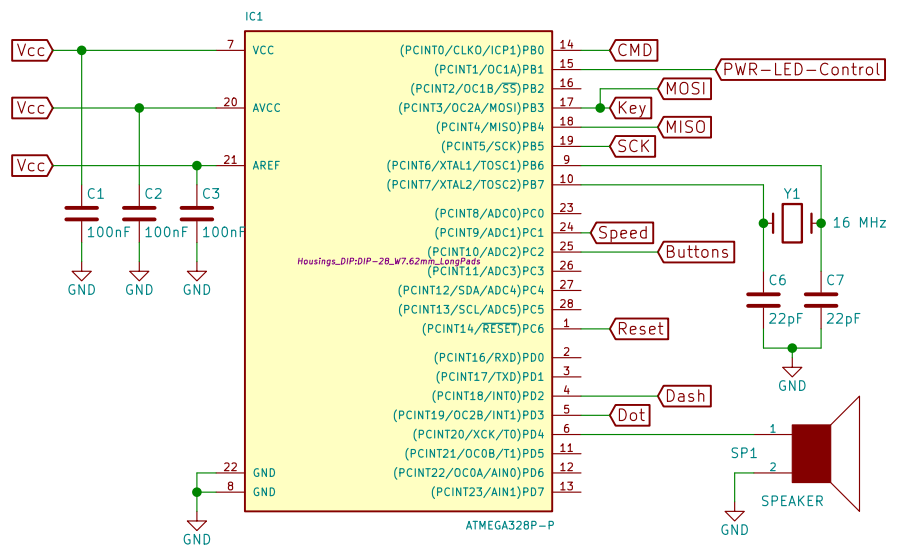 IC1
Vcc
7
VCC
(PCINT0/CLKO/ICP1)PB0
14
CMD
(PCINT1/OC1A)PB1
15
PWR-LED-Control
(PCINT2/OC1B/SS)PB2
16
MOSI
Vcc
20
AVCC
(PCINT3/OC2A/MOSI)PB3
17
Key
(PCINT4/MISO)PB4
18
MISO
(PCINT5/SCK)PB5
19
SCK
Vcc
21
AREF
(PCINT6/XTAL1/TOSC1)PB6
9
(PCINT7/XTAL2/TOSC2)PB7
10
C1
C2
C3
100nF
100nF
100nF
GND
GND
GND
Y1
16 MHz
(PCINT8/ADC0)PC0
23
(PCINT9/ADC1)PC1
24
Speed
(PCINT10/ADC2)PC2
25
Buttons
Housings_DIP:DIP-28_W7.62mm_LongPads
(PCINT11/ADC3)PC3
26
(PCINT12/SDA/ADC4)PC4
27
(PCINT13/SCL/ADC5)PC5
28
(PCINT14/RESET)PC6
1
Reset
C6
C7
22pF
22pF
GND
(PCINT16/RXD)PD0
2
(PCINT17/TXD)PD1
3
(PCINT18/INT0)PD2
4
Dash
(PCINT19/OC2B/INT1)PD3
5
Dot
(PCINT20/XCK/T0)PD4
6
1
(PCINT21/OC0B/T1)PD5
11
SP1
22
GND
(PCINT22/OC0A/AIN0)PD6
12
2
8
GND
(PCINT23/AIN1)PD7
13
SPEAKER
GND
GND
ATMEGA328P-P